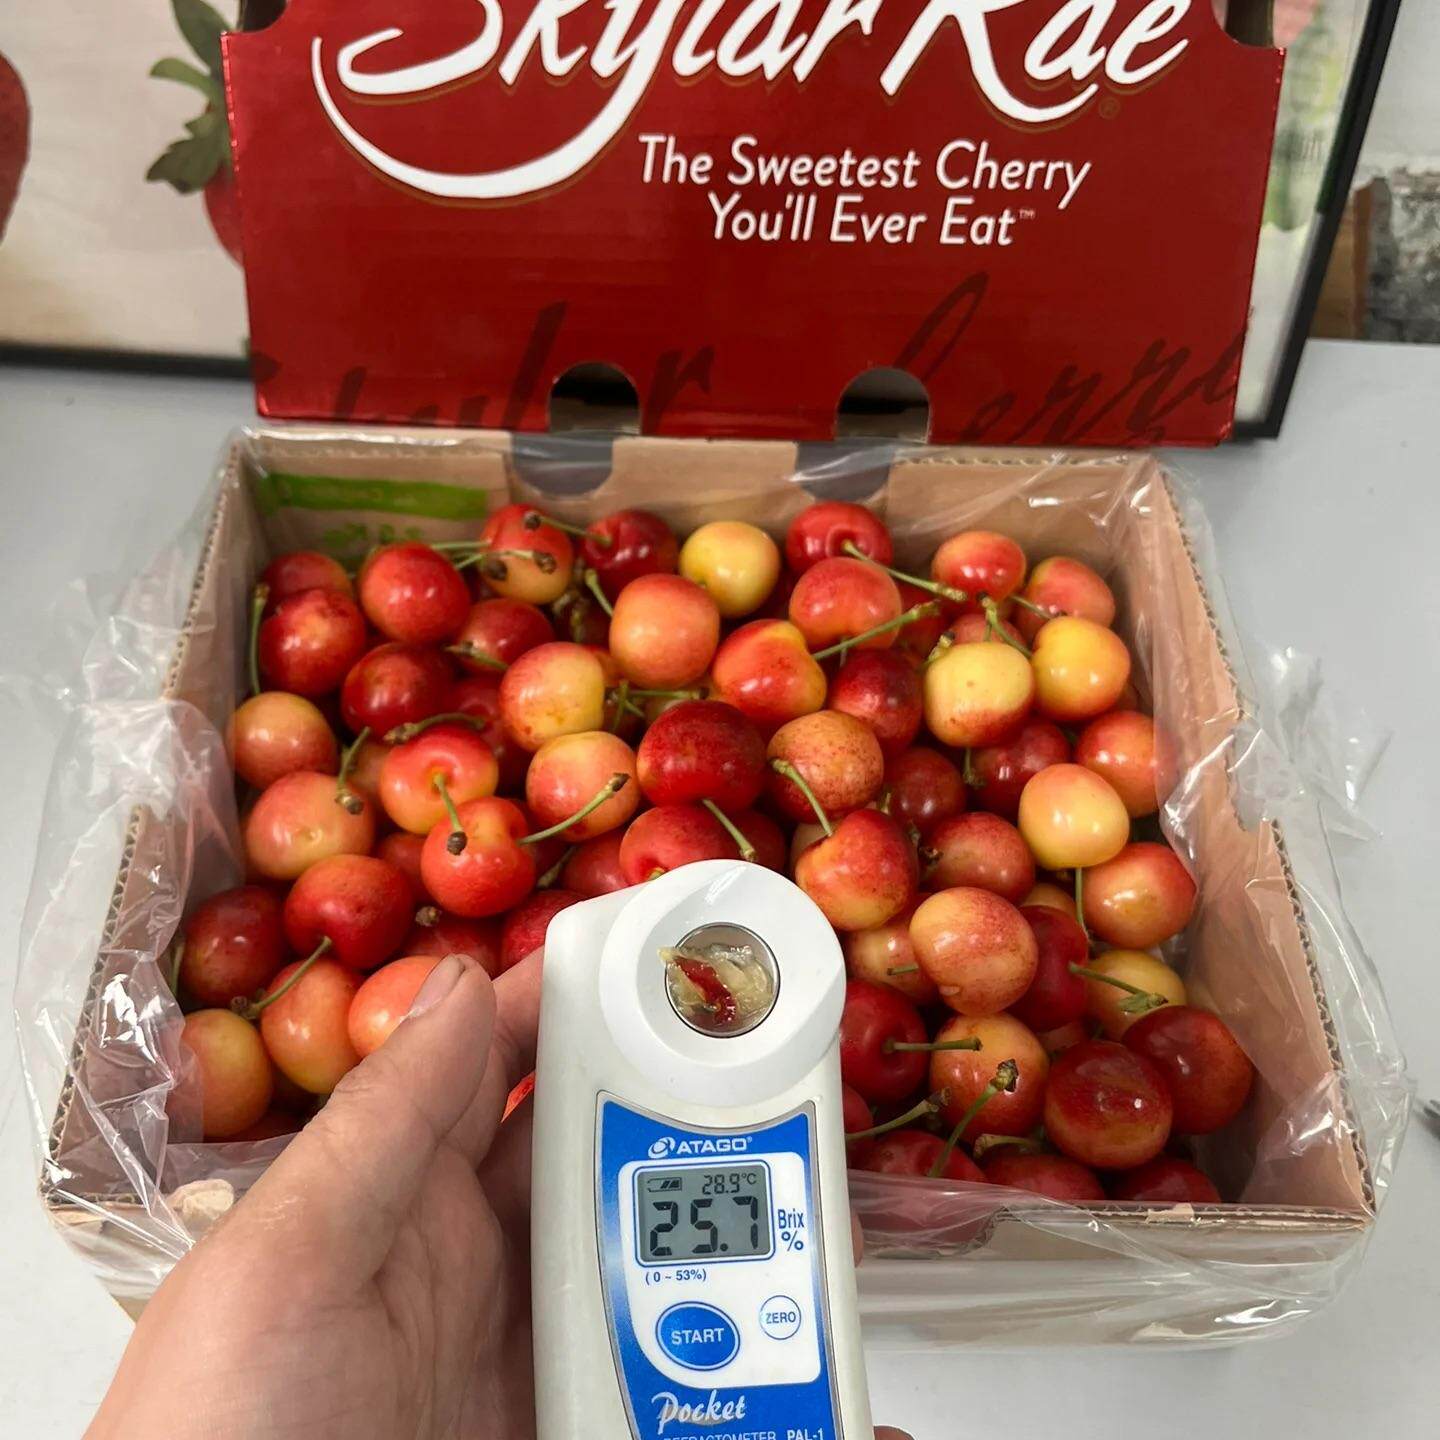 Skylar Rae®
The Sweetest Cherry
You'll Ever Eat™
ATAGO®
28.9°C
25.7
Brix
%
(0 ~ 53%)
START
ZERO
Pocket
REFRACTOMETER PAL-1